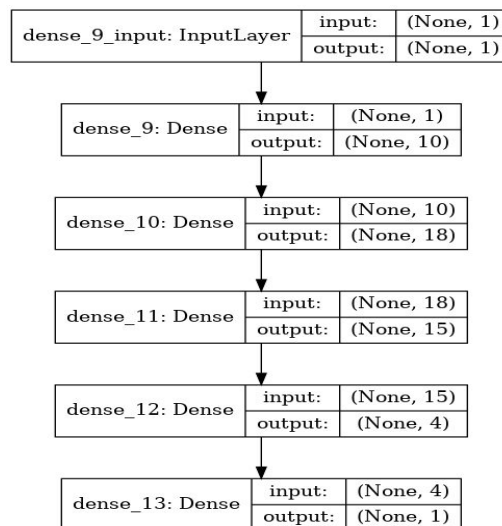 dense_9_input: InputLayer
input: (None, 1)
output: (None, 1)
dense_9: Dense
input: (None, 1)
output: (None, 10)
dense_10: Dense
input: (None, 10)
output: (None, 18)
dense_11: Dense
input: (None, 18)
output: (None, 15)
dense_12: Dense
input: (None, 15)
output: (None, 4)
dense_13: Dense
input: (None, 4)
output: (None, 1)